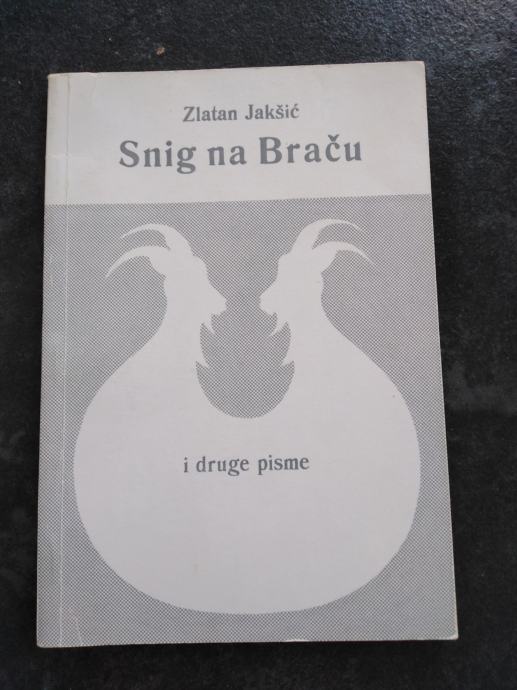 Zlatan Jakšić
Snig na Braču
i druge pisme